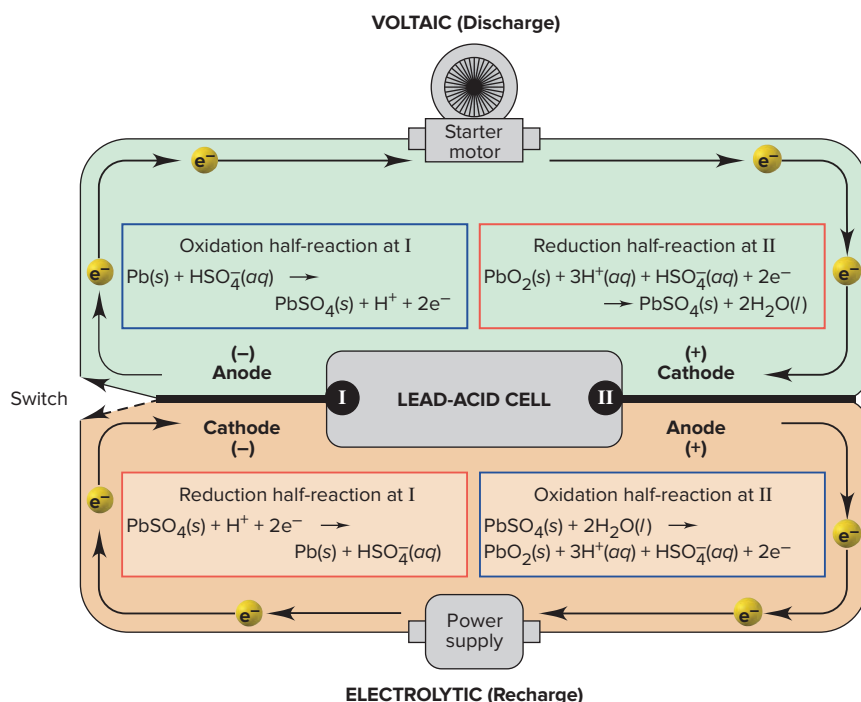 VOLTAIC (Discharge)
Starter
motor
e⁻
e⁻
e⁻
e⁻
Oxidation half-reaction at I
Pb(s) + HSO₄⁻(aq) ⟶
PbSO₄(s) + H⁺ + 2e⁻
Reduction half-reaction at II
PbO₂(s) + 3H⁺(aq) + HSO₄⁻(aq) + 2e⁻
⟶ PbSO₄(s) + 2H₂O(l)
(–)
Anode
(+)
Cathode
Switch
I
LEAD-ACID CELL
II
Cathode
(–)
Anode
(+)
Reduction half-reaction at I
PbSO₄(s) + H⁺ + 2e⁻ ⟶
Pb(s) + HSO₄⁻(aq)
Oxidation half-reaction at II
PbSO₄(s) + 2H₂O(l) ⟶
PbO₂(s) + 3H⁺(aq) + HSO₄⁻(aq) + 2e⁻
e⁻
e⁻
e⁻
e⁻
Power
supply
ELECTROLYTIC (Recharge)